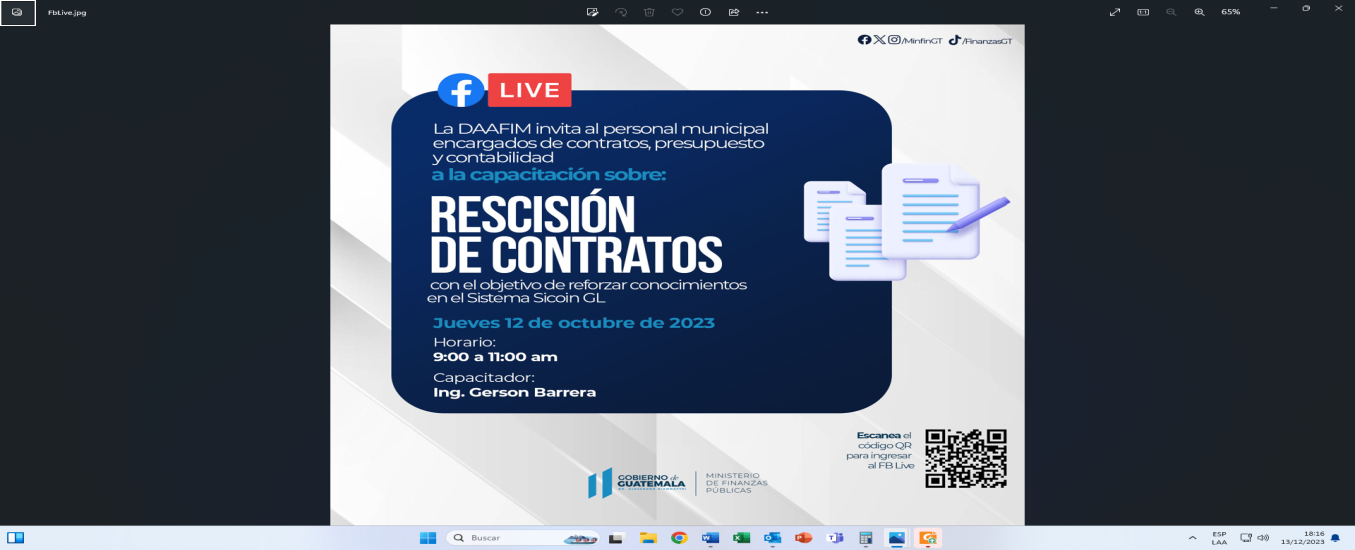 FbLive.jpg
65%
/MinfinGT /FinanzasGT
f LIVE
La DAAFIM invita al personal municipal
encargados de contratos, presupuesto
y contabilidad
a la capacitación sobre:
RESCISIÓN
DE CONTRATOS
con el objetivo de reforzar conocimientos
en el Sistema Sicoin GL
Jueves 12 de octubre de 2023
Horario:
9:00 a 11:00 am
Capacitador:
Ing. Gerson Barrera
Escanea el
código QR
para ingresar
al FB Live
GOBIERNO de
GUATEMALA
MINISTERIO
DE FINANZAS
PÚBLICAS
Buscar
ESP
LAA
18:16
13/12/2023